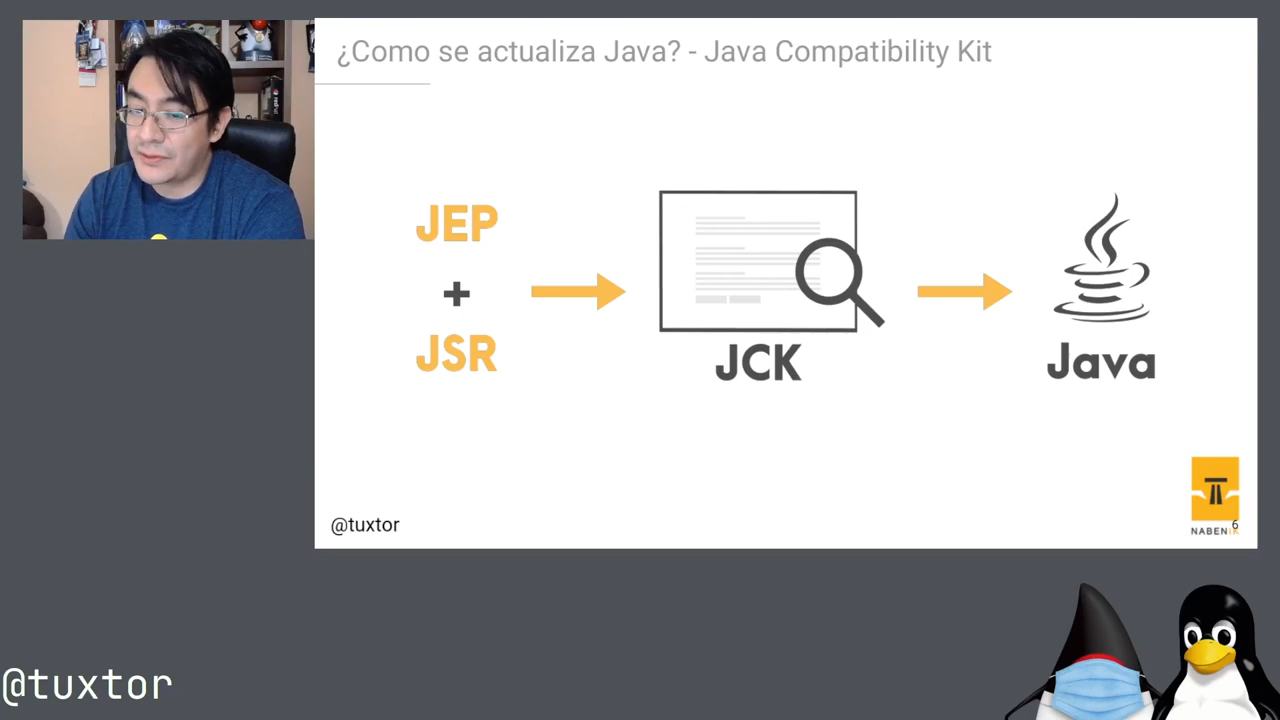 ¿Como se actualiza Java? - Java Compatibility Kit
JEP
+
JSR
JCK
Java
@tuxtor
NABENIK
6
@tuxtor